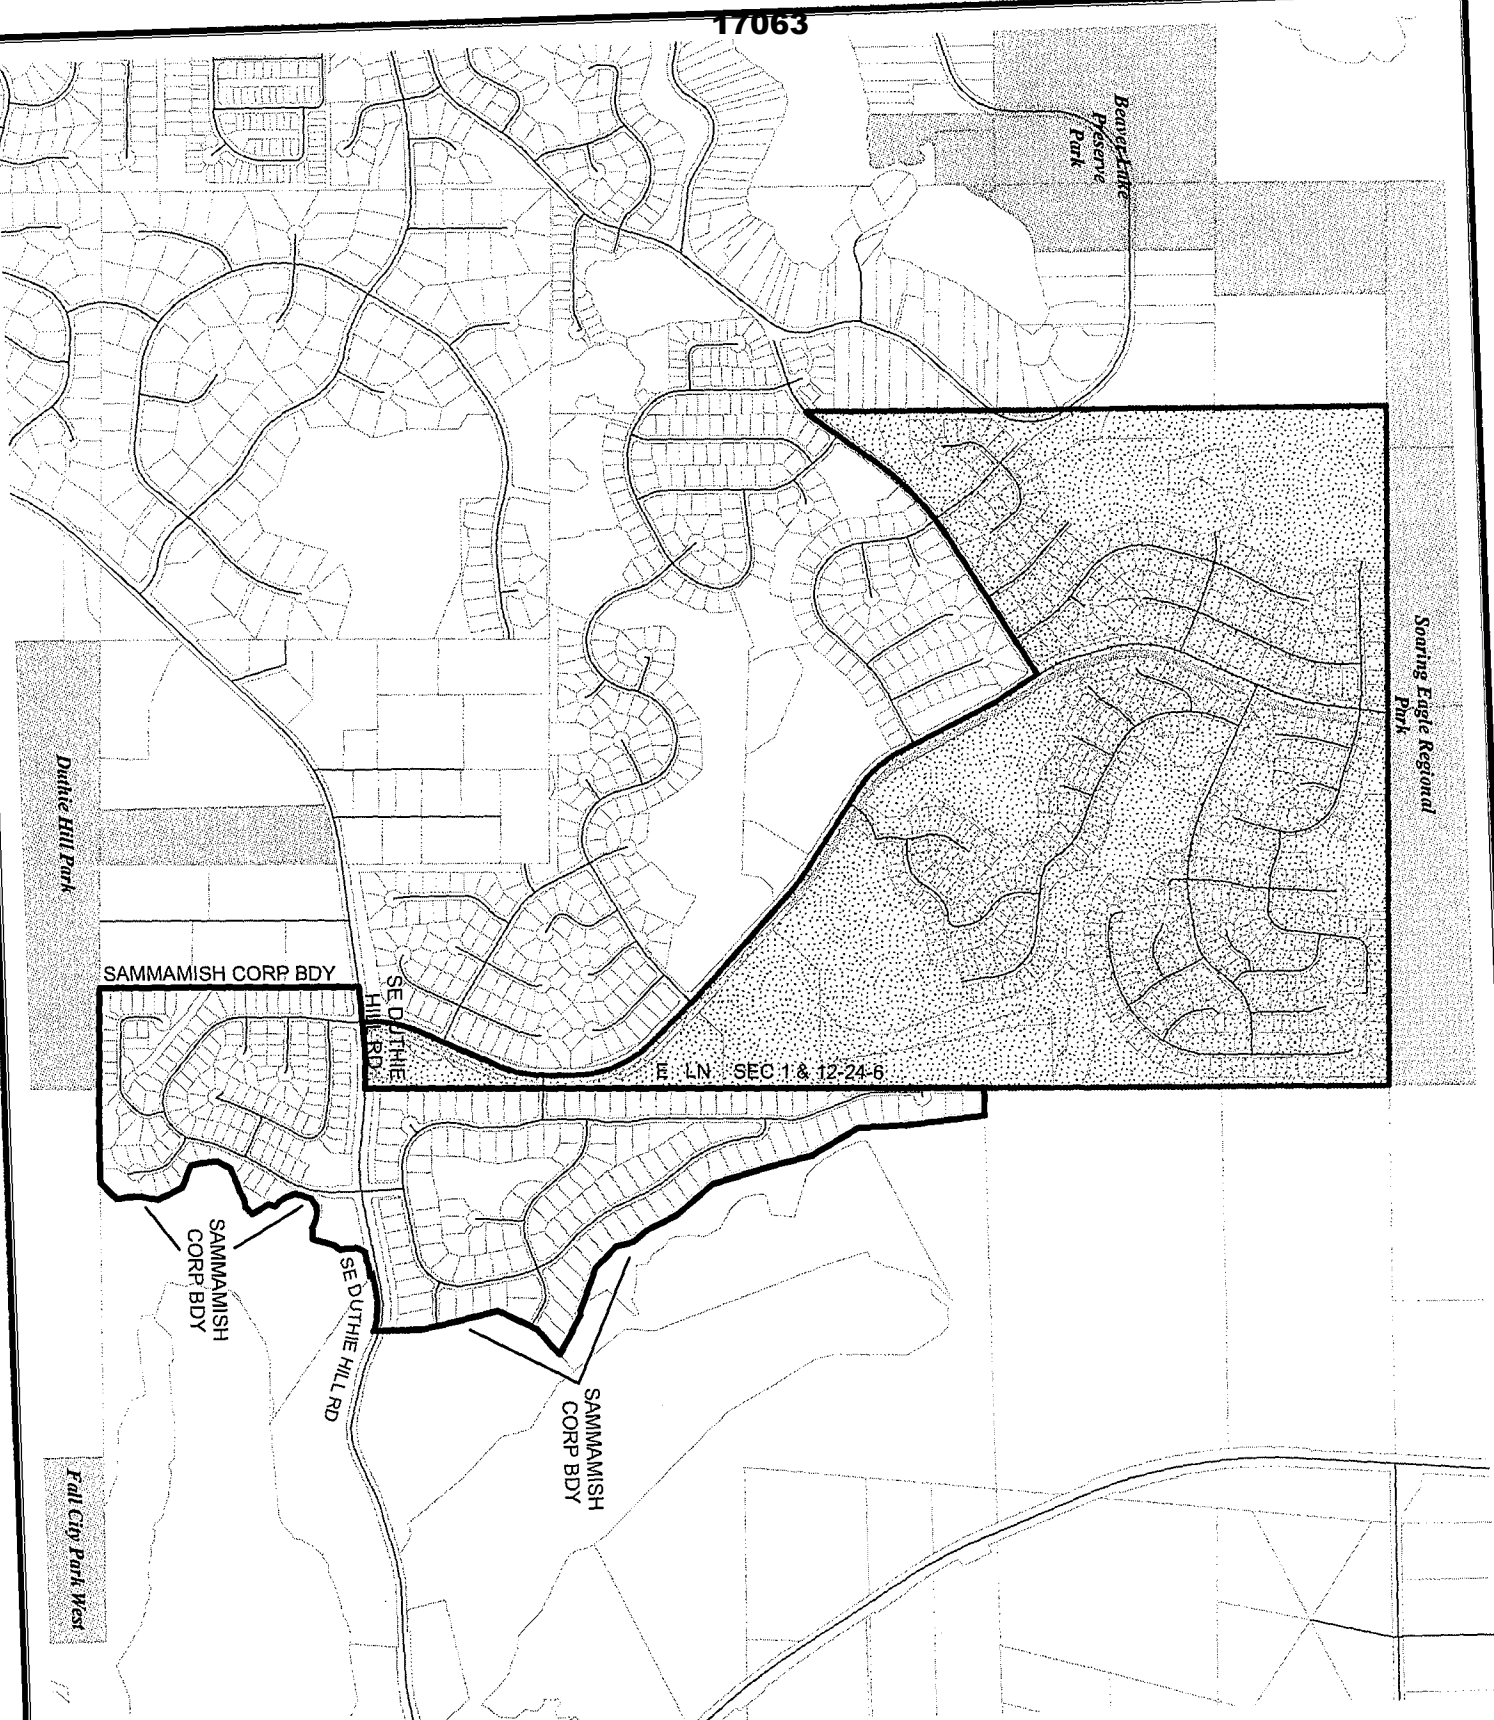 17063
Beaver Lake
Preserve
Park
Soaring Eagle Regional
Park
Duthie Hill Park
SAMMAMISH CORP BDY
SE DUTHIE
HILL RD
E LN SEC 1 & 12-24-6
SAMMAMISH
CORP BDY
SE DUTHIE HILL RD
SAMMAMISH
CORP BDY
Fall City Park West